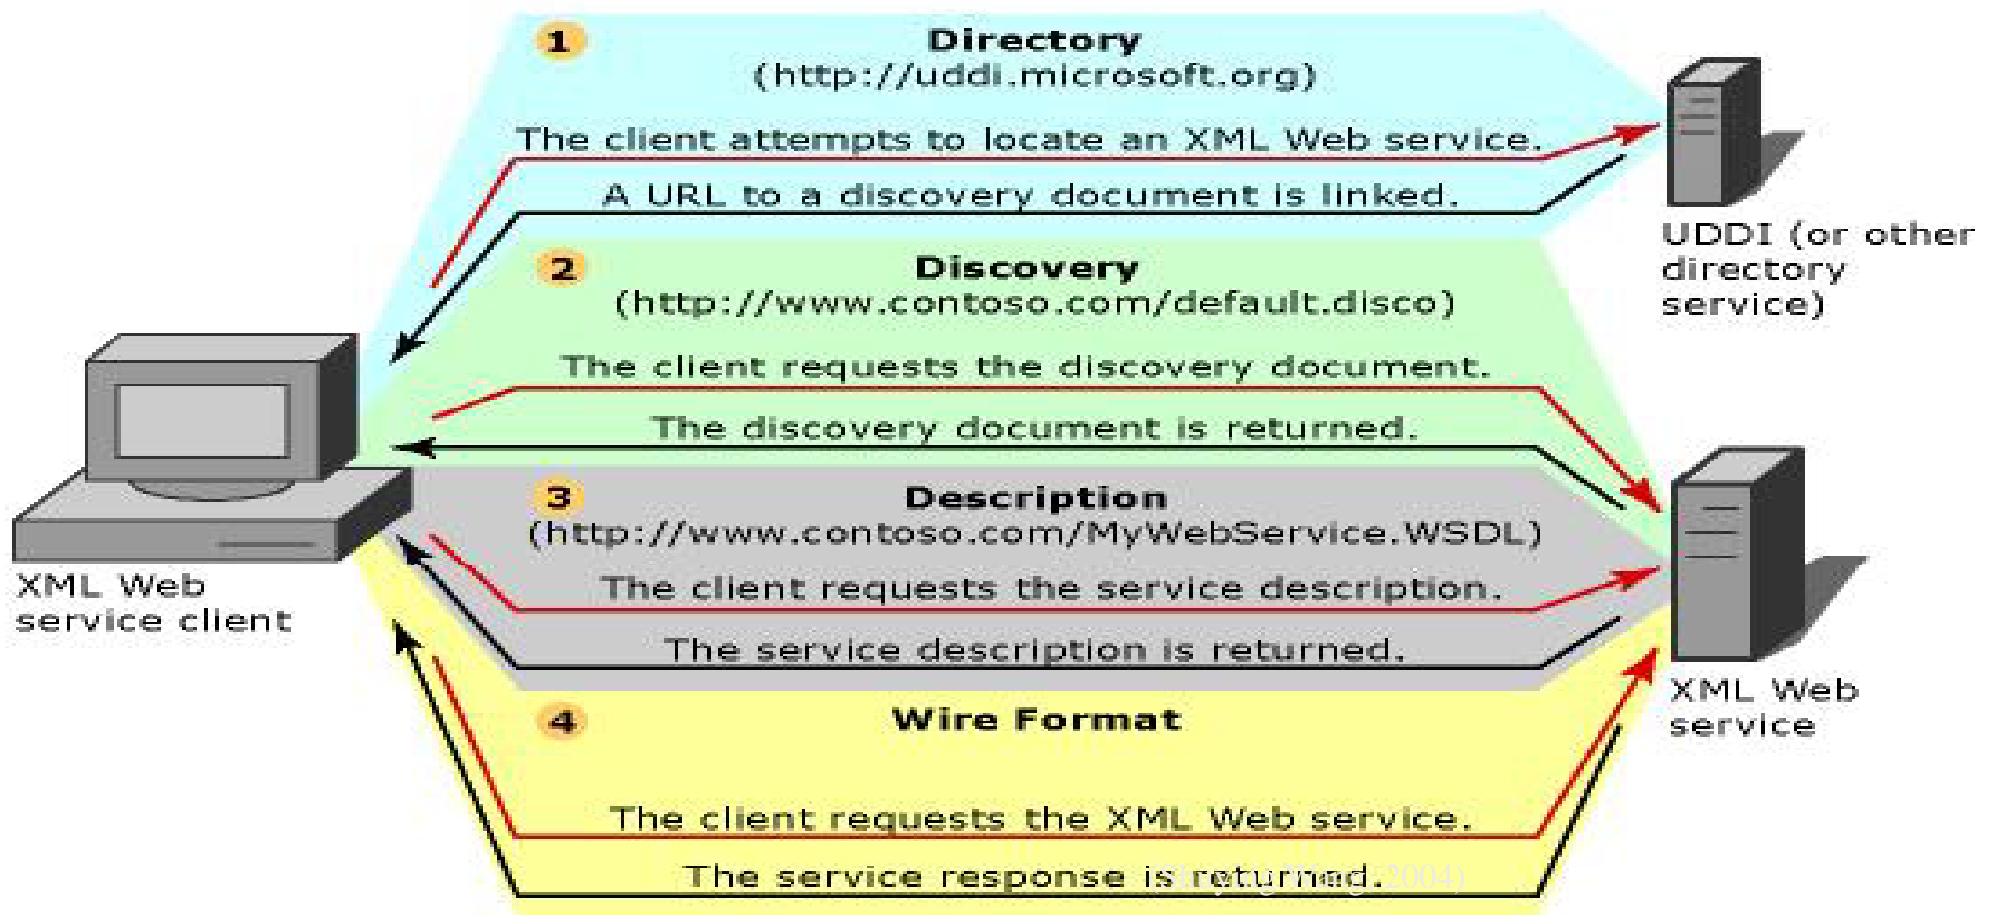 1
Directory
(http://uddi.microsoft.org)
The client attempts to locate an XML Web service.
A URL to a discovery document is linked.
UDDI (or other
directory
service)
2
Discovery
(http://www.contoso.com/default.disco)
The client requests the discovery document.
The discovery document is returned.
3
Description
(http://www.contoso.com/MyWebService.WSDL)
The client requests the service description.
The service description is returned.
XML Web
service client
XML Web
service
4
Wire Format
The client requests the XML Web service.
The service response is returned.
2004)